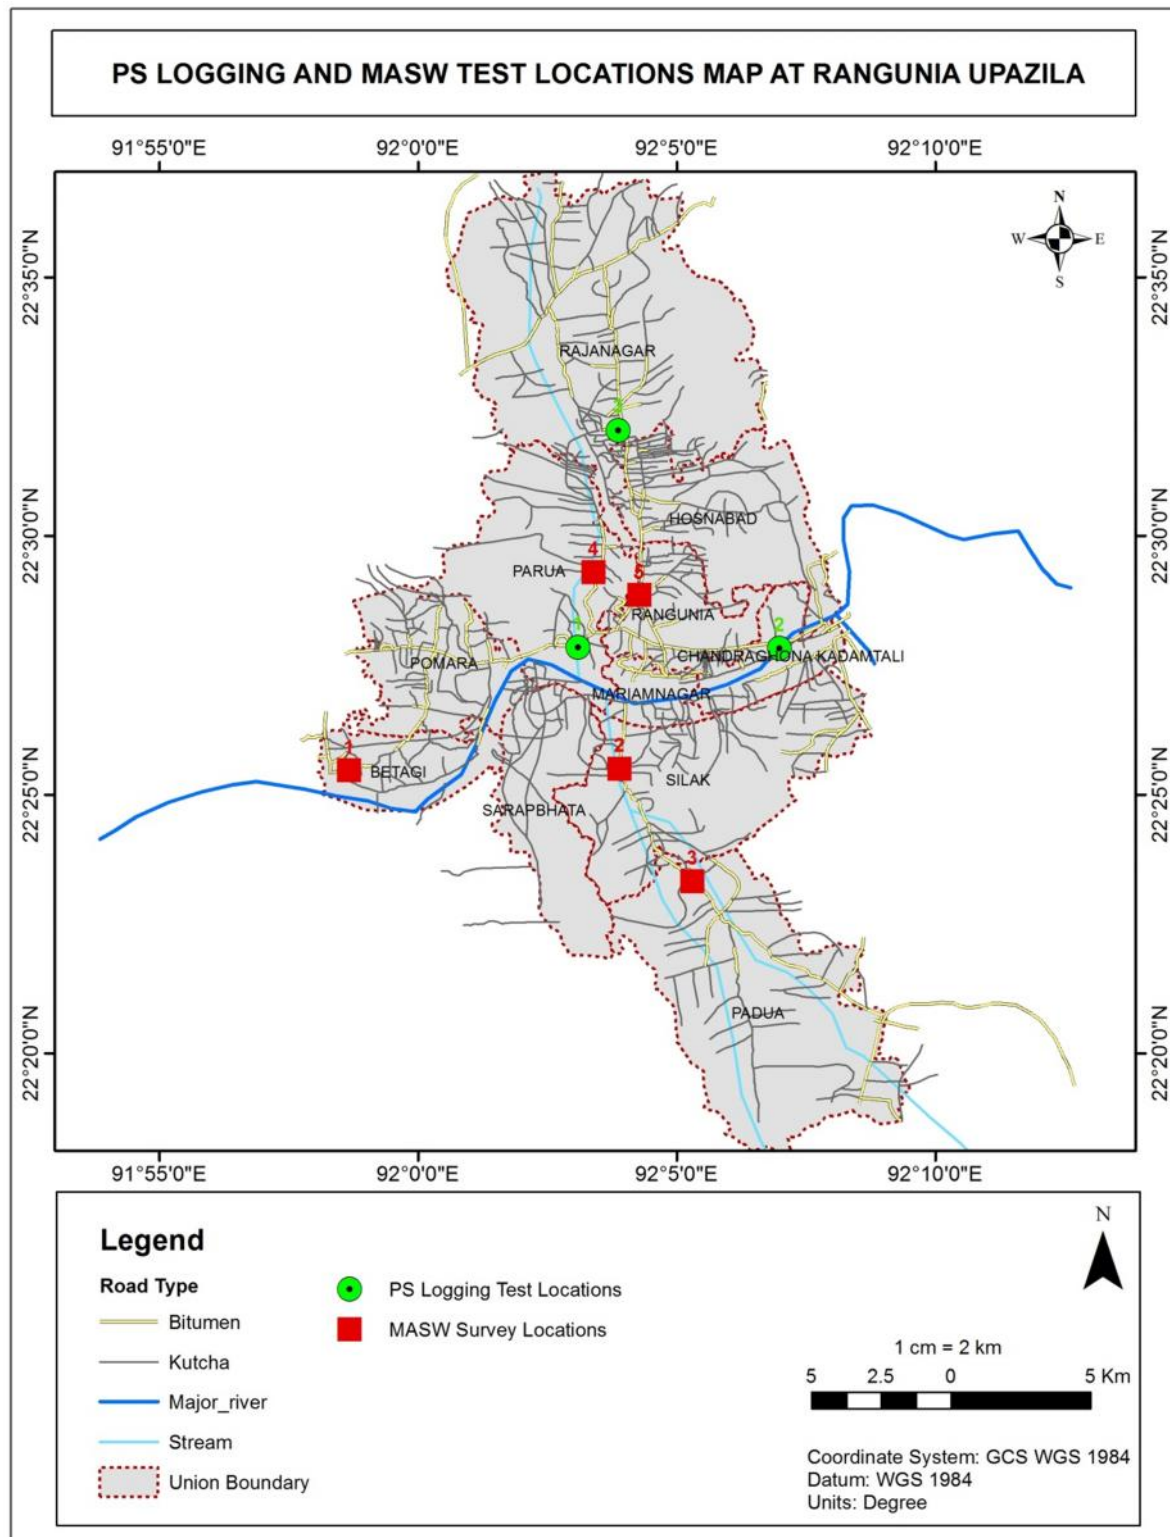 PS LOGGING AND MASW TEST LOCATIONS MAP AT RANGUNIA UPAZILA
91°55'0"E 92°0'0"E 92°5'0"E 92°10'0"E
N
W E
S
22°35'0"N 22°35'0"N
RAJANAGAR
3
22°30'0"N 22°30'0"N
HOSNABAD
4
PARUA
5
RANGUNIA
1 2
CHANDRAGHONA KADAMTALI
POMARA
MARIAMNAGAR
1 2
BETAGI SILAK
22°25'0"N 22°25'0"N
SARAPBHATA
3
PADUA
22°20'0"N 22°20'0"N
91°55'0"E 92°0'0"E 92°5'0"E 92°10'0"E
Legend
Road Type
Bitumen
Kutcha
Major_river
Stream
Union Boundary
PS Logging Test Locations
MASW Survey Locations
N
1 cm = 2 km
5 2.5 0 5 Km
Coordinate System: GCS WGS 1984
Datum: WGS 1984
Units: Degree